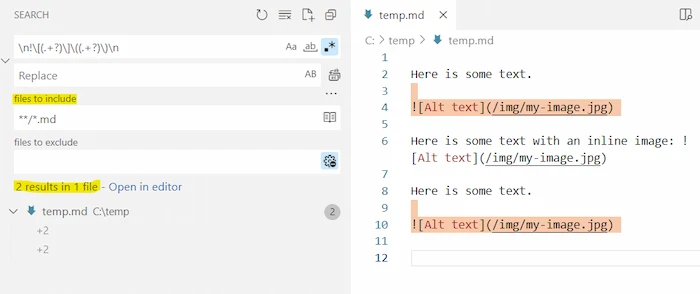 SEARCH
\n!\[(.+?)\]\((.+?)\)\n
Aa ab .*
Replace
AB
files to include
**/*.md
files to exclude
2 results in 1 file - Open in editor
temp.md C:\temp 2
+2
+2
temp.md
C: > temp > temp.md
1
2 Here is some text.
3
4 ![Alt text](/img/my-image.jpg)
5
6 Here is some text with an inline image: !
[Alt text](/img/my-image.jpg)
7
8 Here is some text.
9
10 ![Alt text](/img/my-image.jpg)
11
12